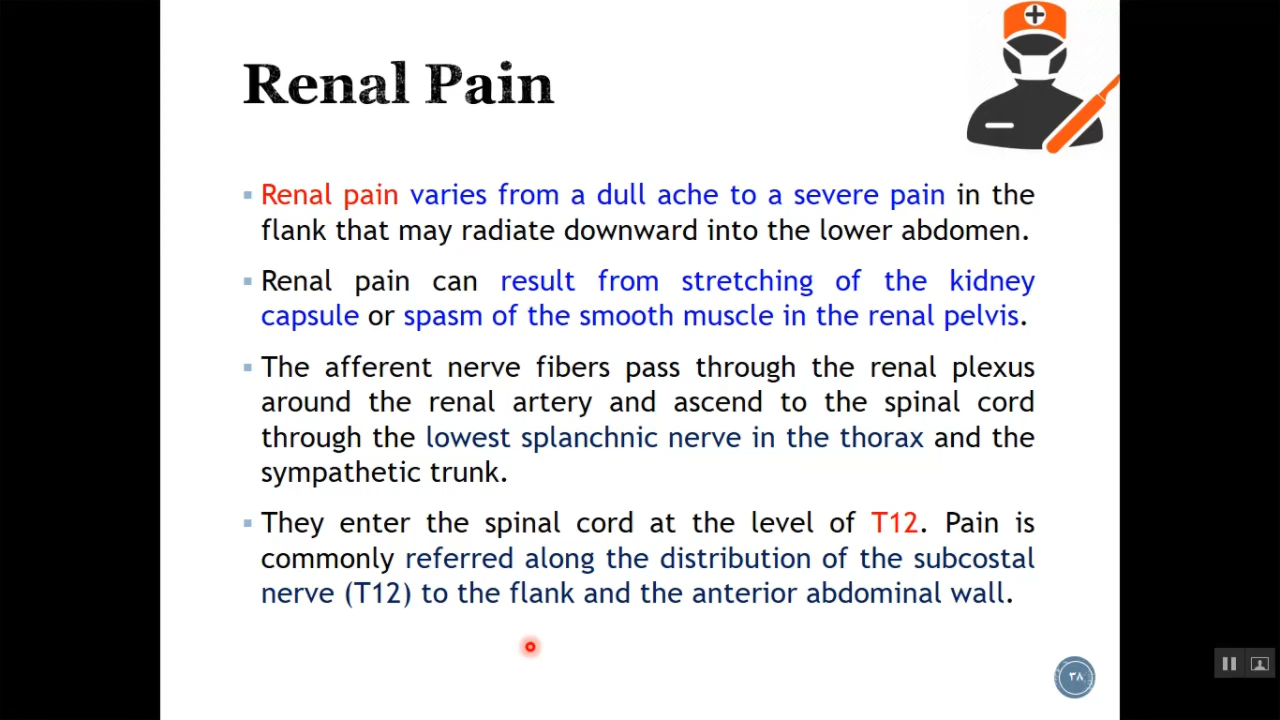 Renal Pain
Renal pain varies from a dull ache to a severe pain in the
flank that may radiate downward into the lower abdomen.
Renal pain can result from stretching of the kidney
capsule or spasm of the smooth muscle in the renal pelvis.
The afferent nerve fibers pass through the renal plexus
around the renal artery and ascend to the spinal cord
through the lowest splanchnic nerve in the thorax and the
sympathetic trunk.
They enter the spinal cord at the level of T12. Pain is
commonly referred along the distribution of the subcostal
nerve (T12) to the flank and the anterior abdominal wall.
٣٨